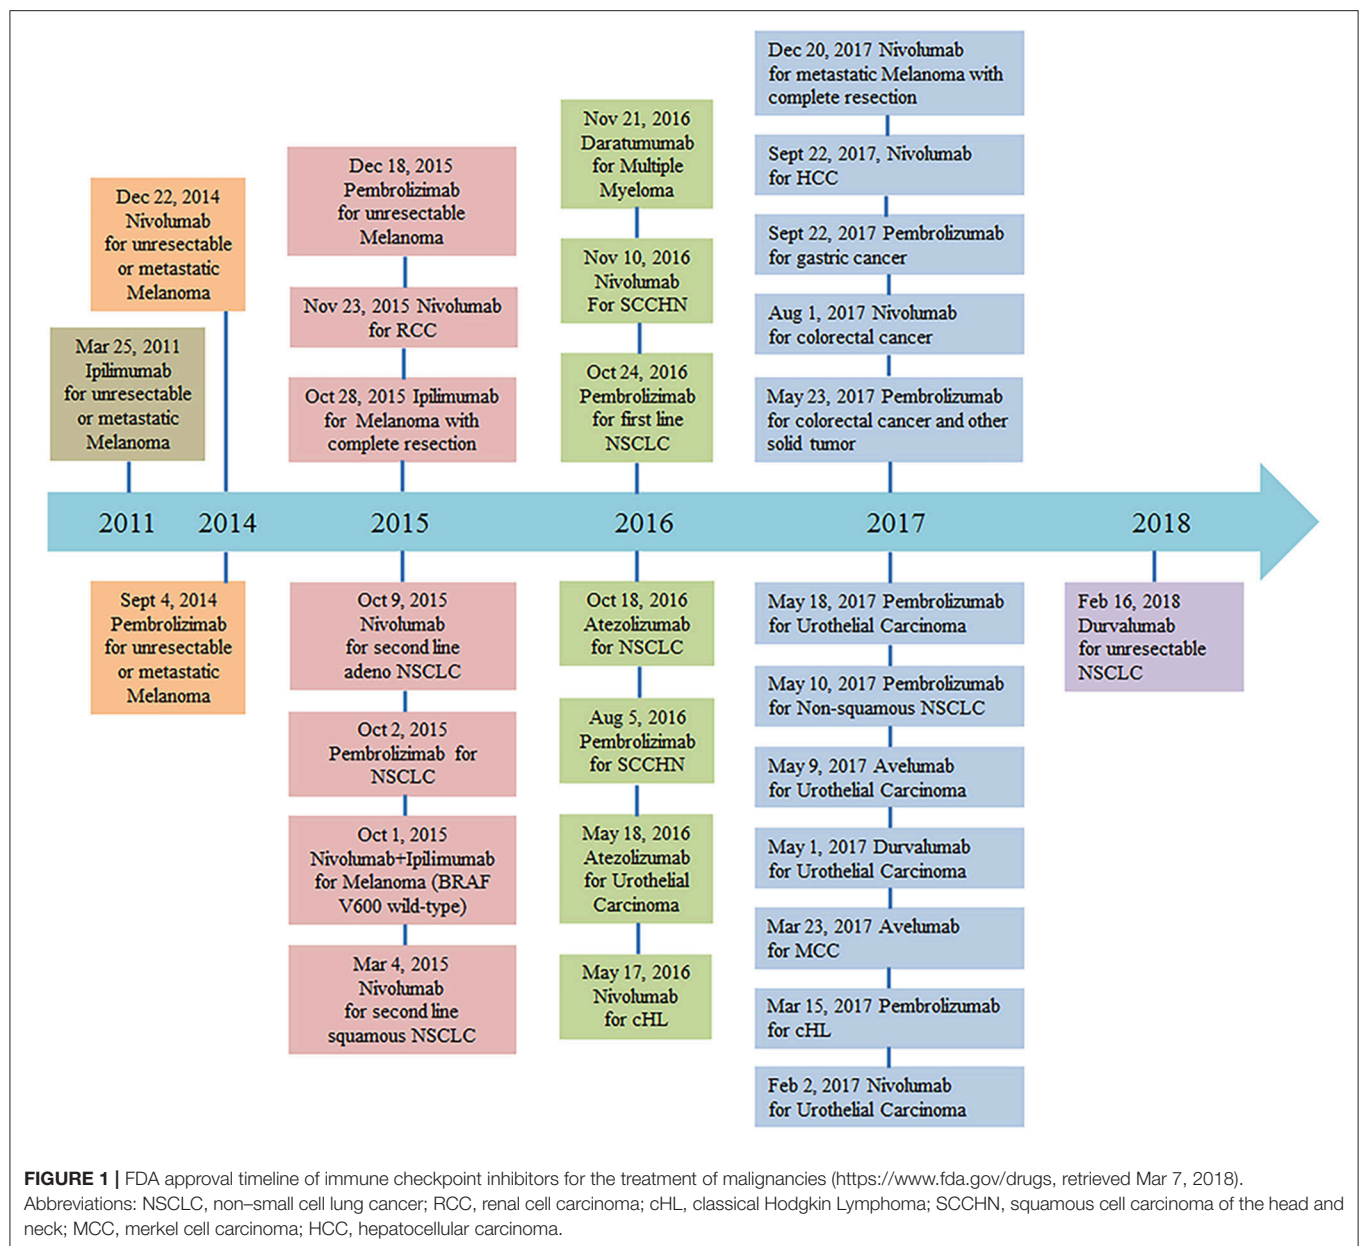 Dec 22, 2014
Nivolumab
for unresectable
or metastatic
Melanoma
Mar 25, 2011
Ipilimumab
for unresectable
or metastatic
Melanoma
Dec 18, 2015
Pembrolizimab
for unresectable
Melanoma
Nov 23, 2015 Nivolumab
for RCC
Oct 28, 2015 Ipilimumab
for Melanoma with
complete resection
Nov 21, 2016
Daratumumab
for Multiple
Myeloma
Nov 10, 2016
Nivolumab
For SCCHN
Oct 24, 2016
Pembrolizimab
for first line
NSCLC
Dec 20, 2017 Nivolumab
for metastatic Melanoma with
complete resection
Sept 22, 2017, Nivolumab
for HCC
Sept 22, 2017 Pembrolizumab
for gastric cancer
Aug 1, 2017 Nivolumab
for colorectal cancer
May 23, 2017 Pembrolizumab
for colorectal cancer and other
solid tumor
2011 2014 2015 2016 2017 2018
Sept 4, 2014
Pembrolizimab
for unresectable
or metastatic
Melanoma
Oct 9, 2015
Nivolumab
for second line
adeno NSCLC
Oct 2, 2015
Pembrolizimab for
NSCLC
Oct 1, 2015
Nivolumab+Ipilimumab
for Melanoma (BRAF
V600 wild-type)
Mar 4, 2015
Nivolumab
for second line
squamous NSCLC
Oct 18, 2016
Atezolizumab
for NSCLC
Aug 5, 2016
Pembrolizimab
for SCCHN
May 18, 2016
Atezolizumab
for Urothelial
Carcinoma
May 17, 2016
Nivolumab
for cHL
May 18, 2017 Pembrolizumab
for Urothelial Carcinoma
May 10, 2017 Pembrolizumab
for Non-squamous NSCLC
May 9, 2017 Avelumab
for Urothelial Carcinoma
May 1, 2017 Durvalumab
for Urothelial Carcinoma
Mar 23, 2017 Avelumab
for MCC
Mar 15, 2017 Pembrolizumab
for cHL
Feb 2, 2017 Nivolumab
for Urothelial Carcinoma
Feb 16, 2018
Durvalumab
for unresectable
NSCLC
FIGURE 1 | FDA approval timeline of immune checkpoint inhibitors for the treatment of malignancies (https://www.fda.gov/drugs, retrieved Mar 7, 2018).
Abbreviations: NSCLC, non–small cell lung cancer; RCC, renal cell carcinoma; cHL, classical Hodgkin Lymphoma; SCCHN, squamous cell carcinoma of the head and
neck; MCC, merkel cell carcinoma; HCC, hepatocellular carcinoma.